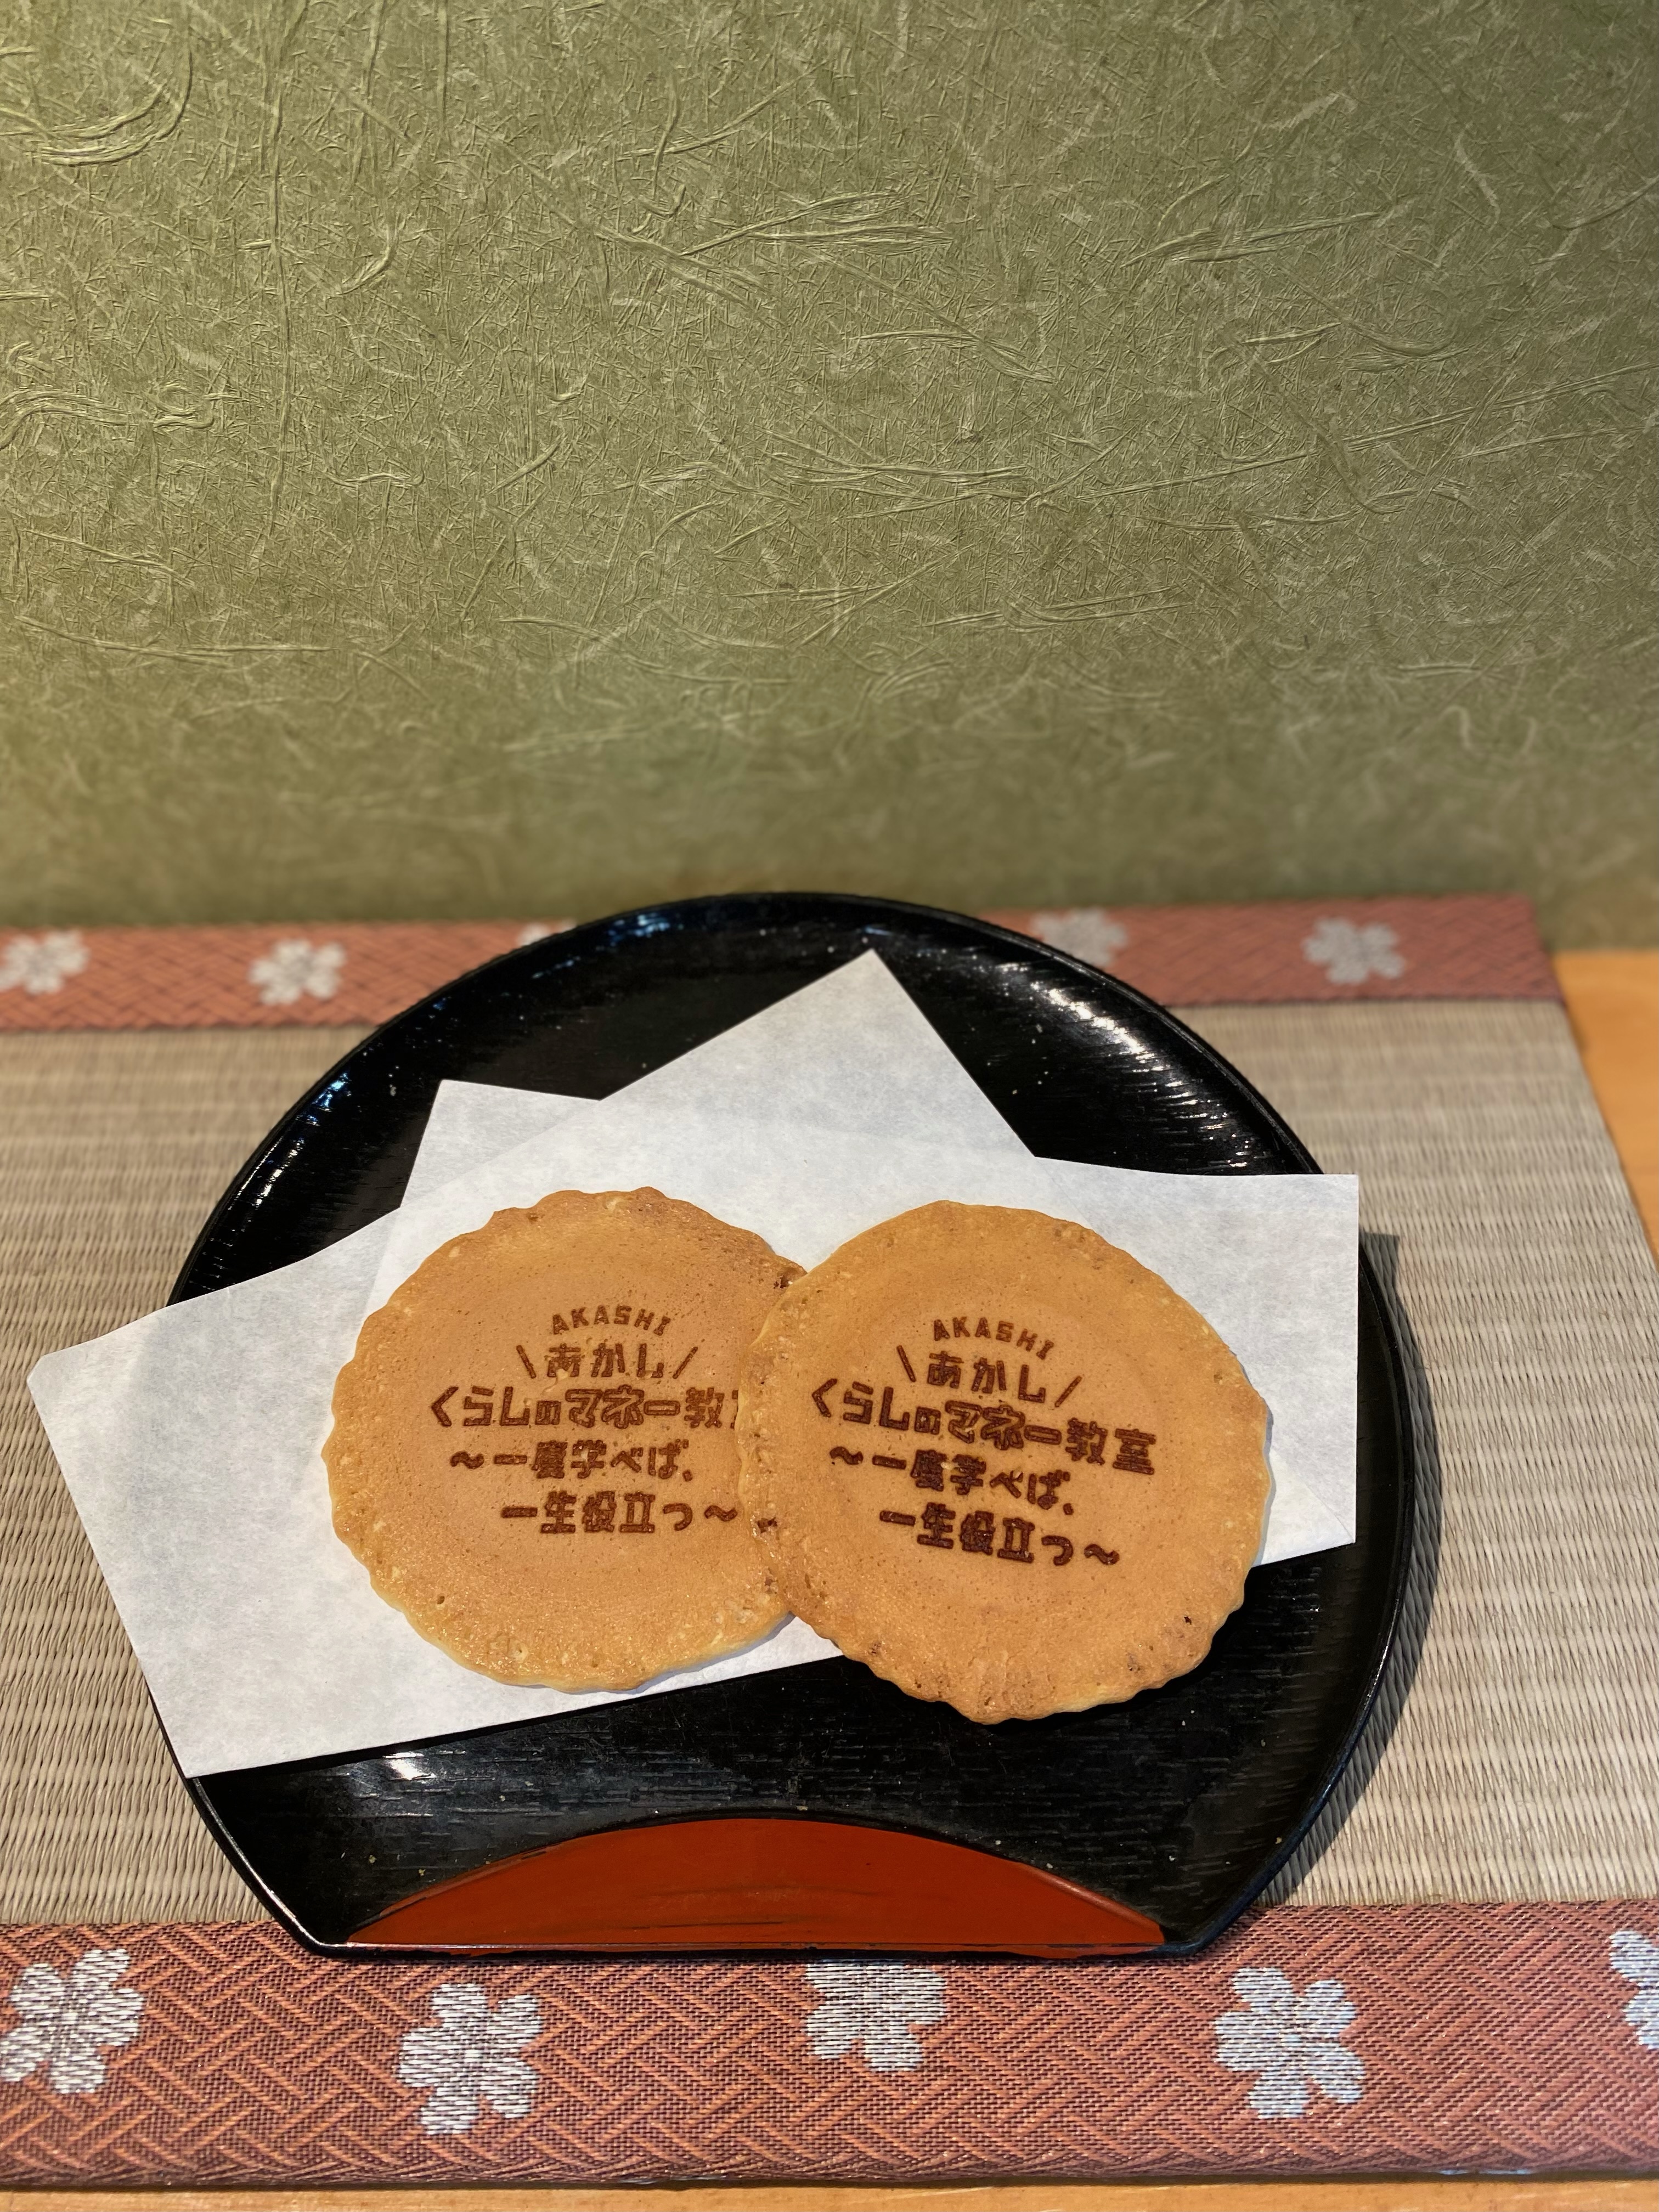 AKASHI
\あかし/
くらしのマネー教
〜一度学べば、
一生役立つ〜
AKASHI
\あかし/
くらしのマネー教室
〜一度学べば、
一生役立つ〜